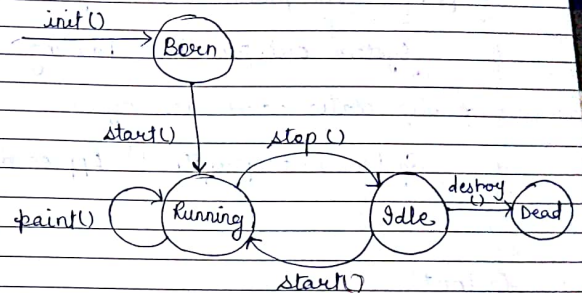 init()
Born
start()
stop ()
paint()
Running
Idle
destroy
()
Dead
start()